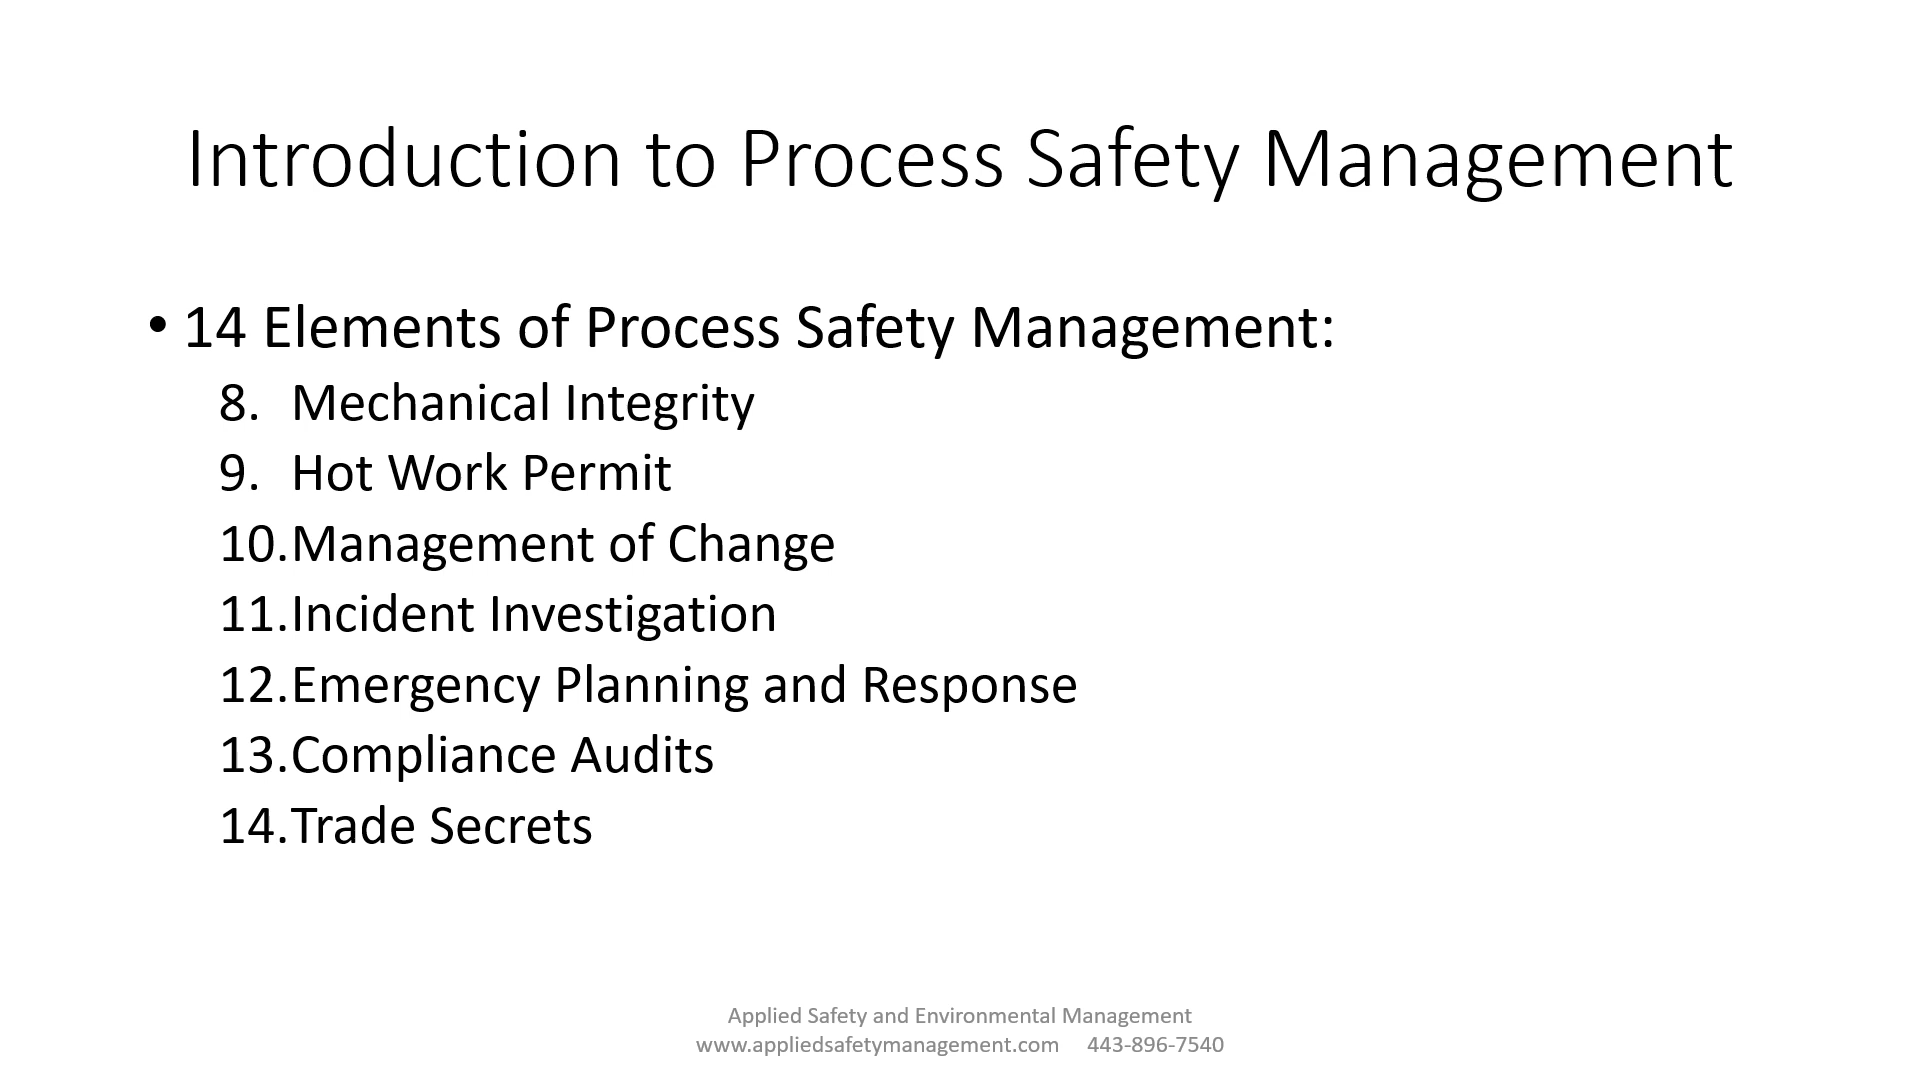 Introduction to Process Safety Management
• 14 Elements of Process Safety Management:
8. Mechanical Integrity
9. Hot Work Permit
10.Management of Change
11.Incident Investigation
12.Emergency Planning and Response
13.Compliance Audits
14.Trade Secrets
Applied Safety and Environmental Management
www.appliedsafetymanagement.com 443-896-7540